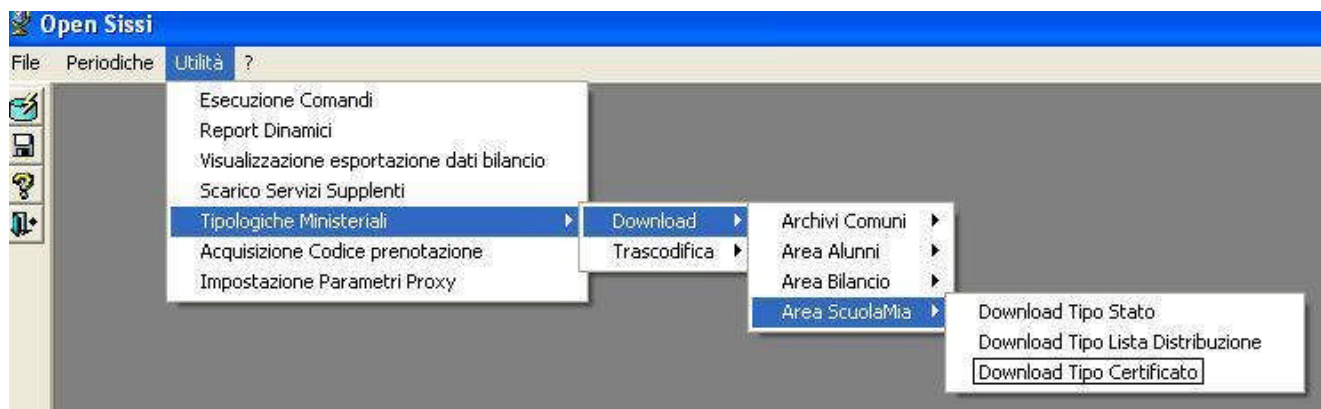 Open Sissi
File Periodiche Utilità ?
Esecuzione Comandi
Report Dinamici
Visualizzazione esportazione dati bilancio
Scarico Servizi Supplenti
Tipologiche Ministeriali
Acquisizione Codice prenotazione
Impostazione Parametri Proxy
Download
Trascodifica
Archivi Comuni
Area Alunni
Area Bilancio
Area ScuolaMia
Download Tipo Stato
Download Tipo Lista Distribuzione
Download Tipo Certificato